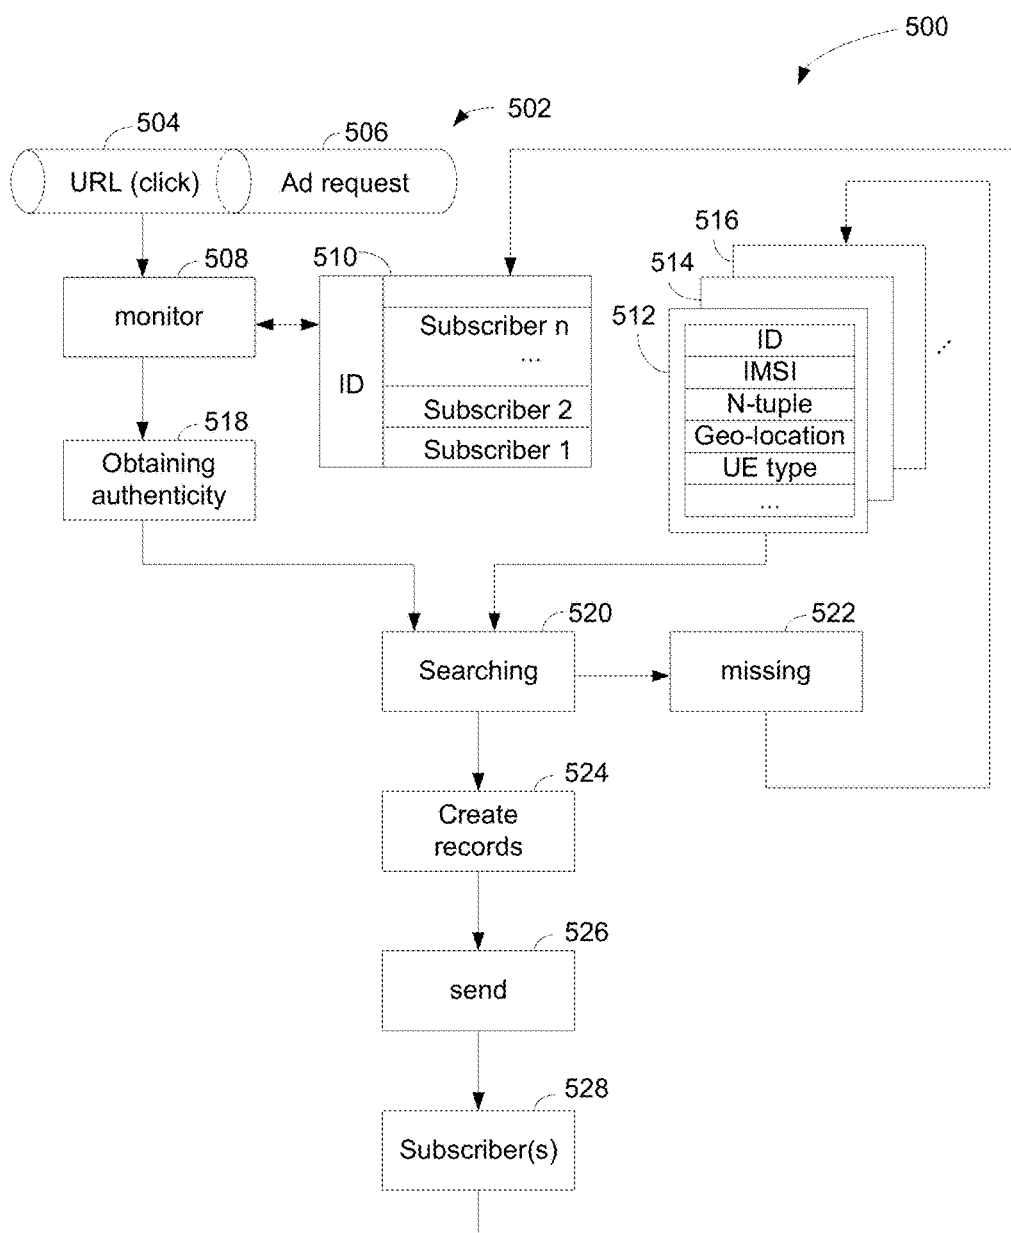 500
504
506
502
URL (click)
Ad request
516
508
510
514
512
monitor
ID
Subscriber n
...
Subscriber 2
Subscriber 1
ID
IMSI
N-tuple
Geo-location
UE type
...
...
518
Obtaining
authenticity
520
522
Searching
missing
524
Create
records
526
send
528
Subscriber(s)